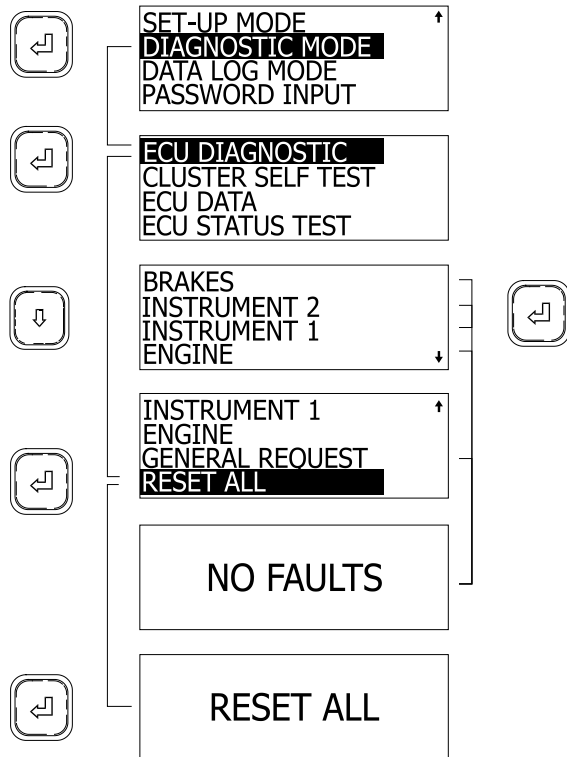 SET-UP MODE
DIAGNOSTIC MODE
DATA LOG MODE
PASSWORD INPUT
ECU DIAGNOSTIC
CLUSTER SELF TEST
ECU DATA
ECU STATUS TEST
BRAKES
INSTRUMENT 2
INSTRUMENT 1
ENGINE
INSTRUMENT 1
ENGINE
GENERAL REQUEST
RESET ALL
NO FAULTS
RESET ALL